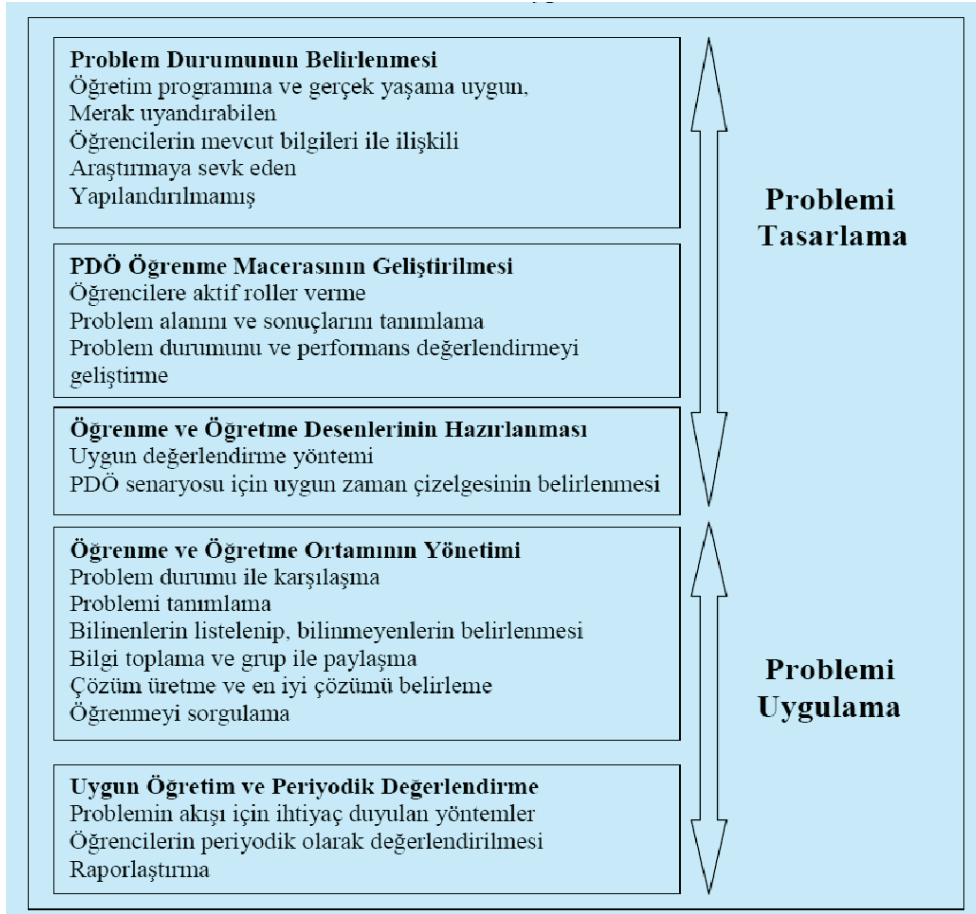 Problem Durumunun Belirlenmesi
Öğretim programına ve gerçek yaşama uygun,
Merak uyandırabilen
Öğrencilerin mevcut bilgileri ile ilişkili
Araştırmaya sevk eden
Yapılandırılmamış
Problemi
Tasarlama
PDÖ Öğrenme Macerasının Geliştirilmesi
Öğrencilere aktif roller verme
Problem alanını ve sonuçlarını tanımlama
Problem durumunu ve performans değerlendirmeyi
geliştirme
Öğrenme ve Öğretme Desenlerinin Hazırlanması
Uygun değerlendirme yöntemi
PDÖ senaryosu için uygun zaman çizelgesinin belirlenmesi
Öğrenme ve Öğretme Ortamının Yönetimi
Problem durumu ile karşılaşma
Problemi tanımlama
Bilinenlerin listelenip, bilinmeyenlerin belirlenmesi
Bilgi toplama ve grup ile paylaşma
Çözüm üretme ve en iyi çözümü belirleme
Öğrenmeyi sorgulama
Problemi
Uygulama
Uygun Öğretim ve Periyodik Değerlendirme
Problemin akışı için ihtiyaç duyulan yöntemler
Öğrencilerin periyodik olarak değerlendirilmesi
Raporlaştırma